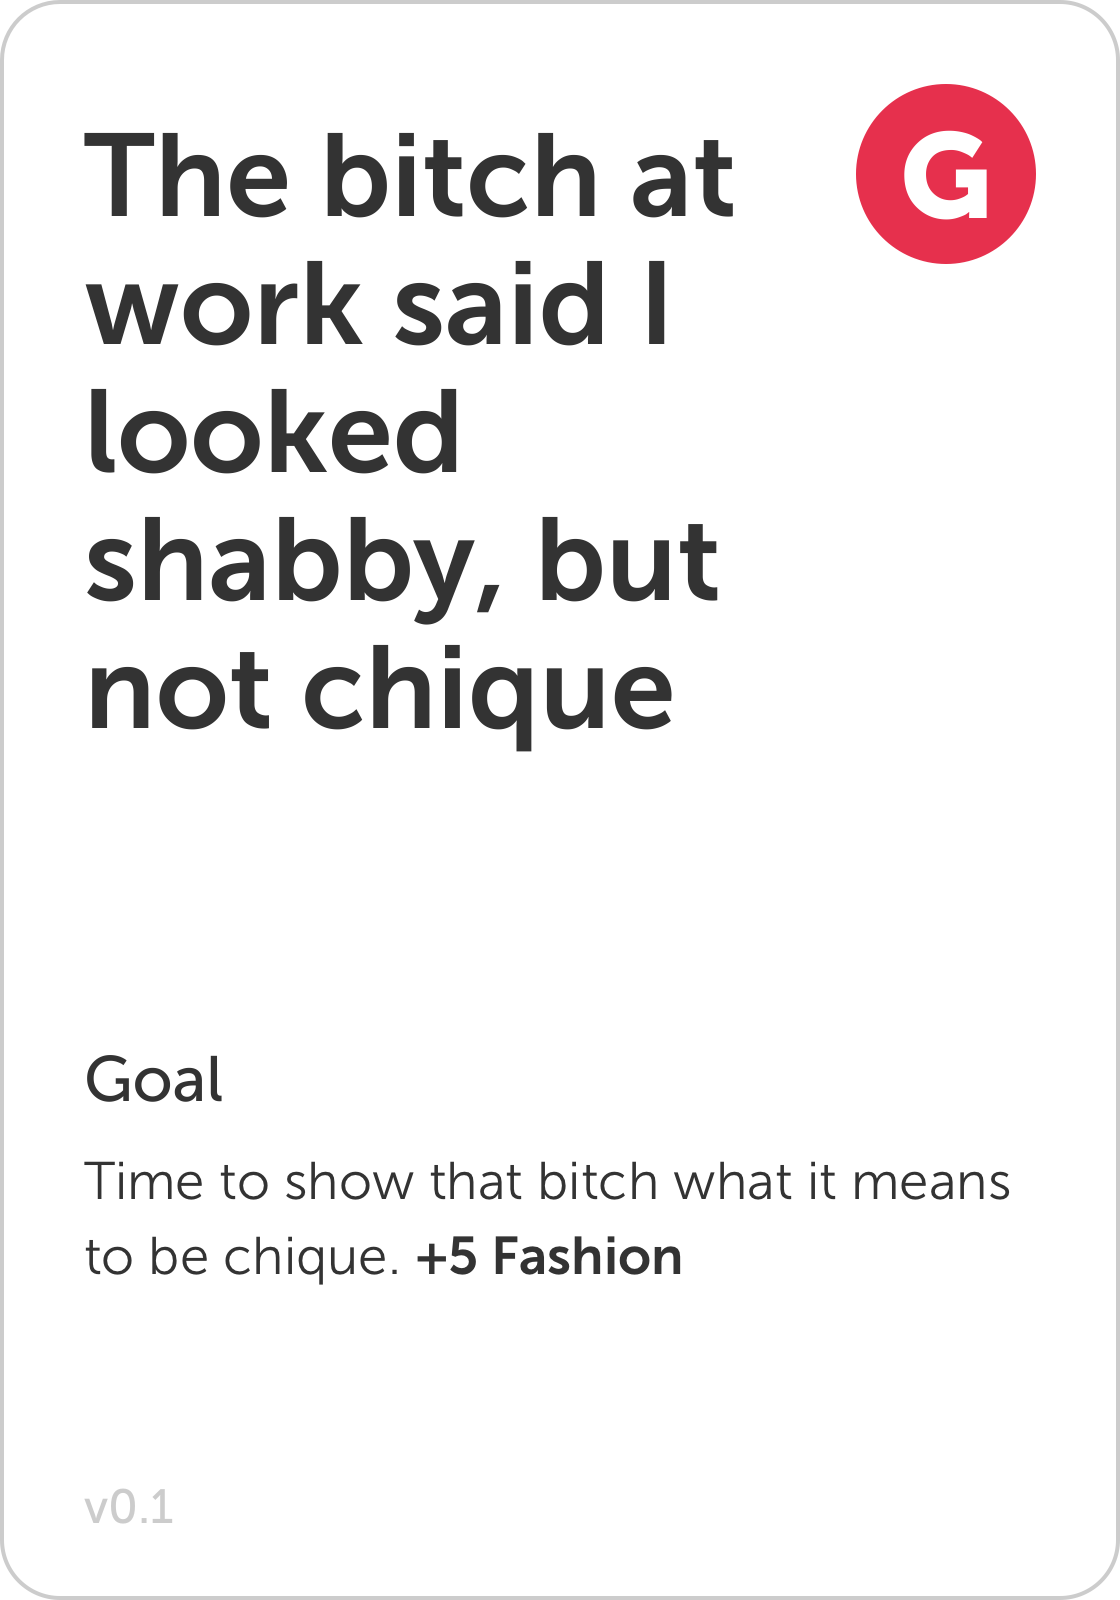 The bitch at
G
work said I
looked
shabby, but
not chique
Goal
Time to show that bitch what it means
to be chique. +5 Fashion
v0.1